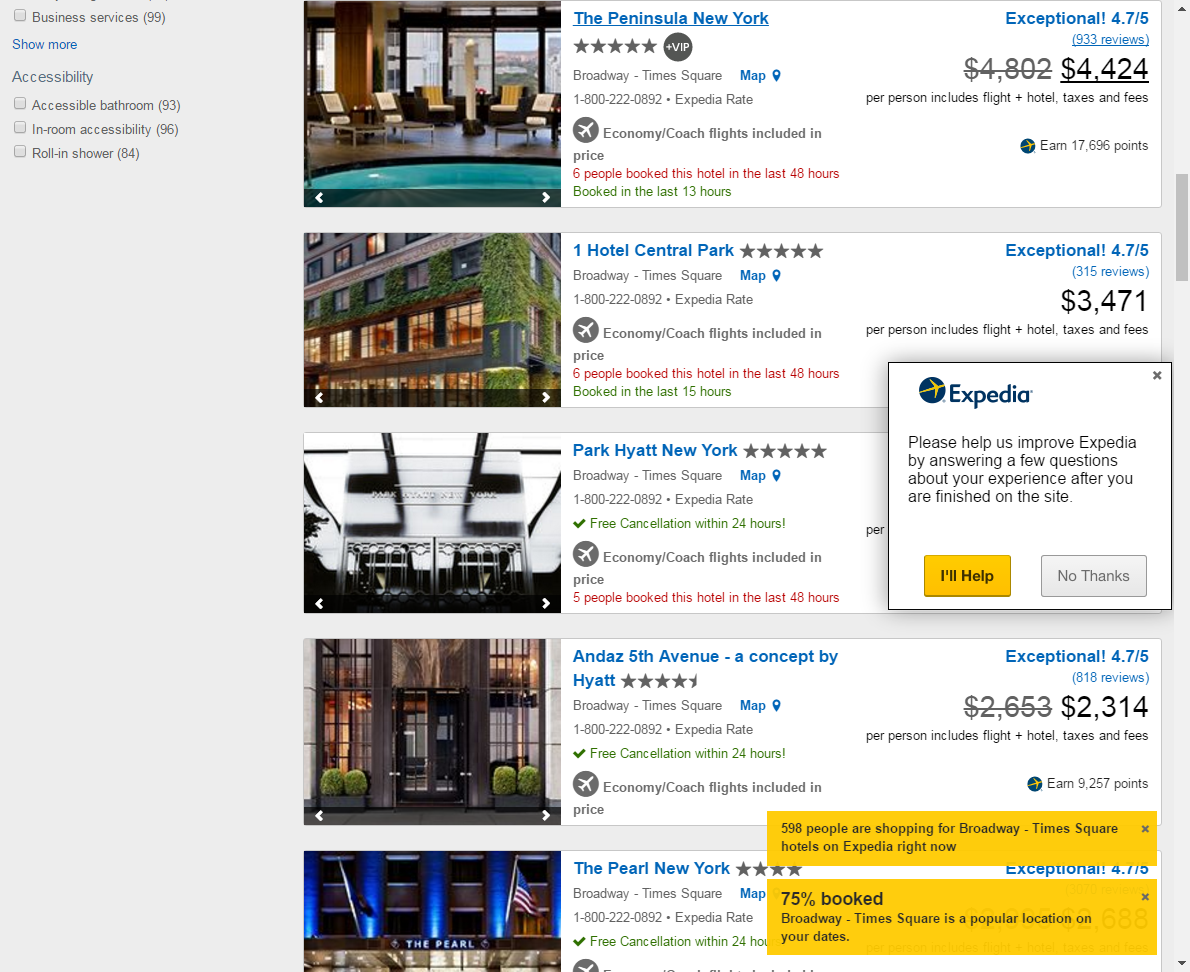 Business services (99)
Show more
Accessibility
Accessible bathroom (93)
In-room accessibility (96)
Roll-in shower (84)
The Peninsula New York
+VIP
Broadway - Times Square Map
1-800-222-0892 • Expedia Rate
Economy/Coach flights included in
price
6 people booked this hotel in the last 48 hours
Booked in the last 13 hours
Exceptional! 4.7/5
(933 reviews)
$4,802 $4,424
per person includes flight + hotel, taxes and fees
Earn 17,696 points
1 Hotel Central Park
Broadway - Times Square Map
1-800-222-0892 • Expedia Rate
Economy/Coach flights included in
price
6 people booked this hotel in the last 48 hours
Booked in the last 15 hours
Exceptional! 4.7/5
(315 reviews)
$3,471
per person includes flight + hotel, taxes and fees
PARK HYATT NEW YORK
Park Hyatt New York
Broadway - Times Square Map
1-800-222-0892 • Expedia Rate
Free Cancellation within 24 hours!
Economy/Coach flights included in
price
5 people booked this hotel in the last 48 hours
per
Expedia
Please help us improve Expedia
by answering a few questions
about your experience after you
are finished on the site.
I'll Help
No Thanks
Andaz 5th Avenue - a concept by
Hyatt
Broadway - Times Square Map
1-800-222-0892 • Expedia Rate
Free Cancellation within 24 hours!
Economy/Coach flights included in
price
Exceptional! 4.7/5
(818 reviews)
$2,653 $2,314
per person includes flight + hotel, taxes and fees
Earn 9,257 points
598 people are shopping for Broadway - Times Square
hotels on Expedia right now
THE PEARL
The Pearl New York
Broadway - Times Square Map
1-800-222-0892 • Expedia Rate
Free Cancellation within 24 hou
Exceptional! 4.7/5
75% booked
Broadway - Times Square is a popular location on
your dates.
per person includes flight + hotel, taxes and fees